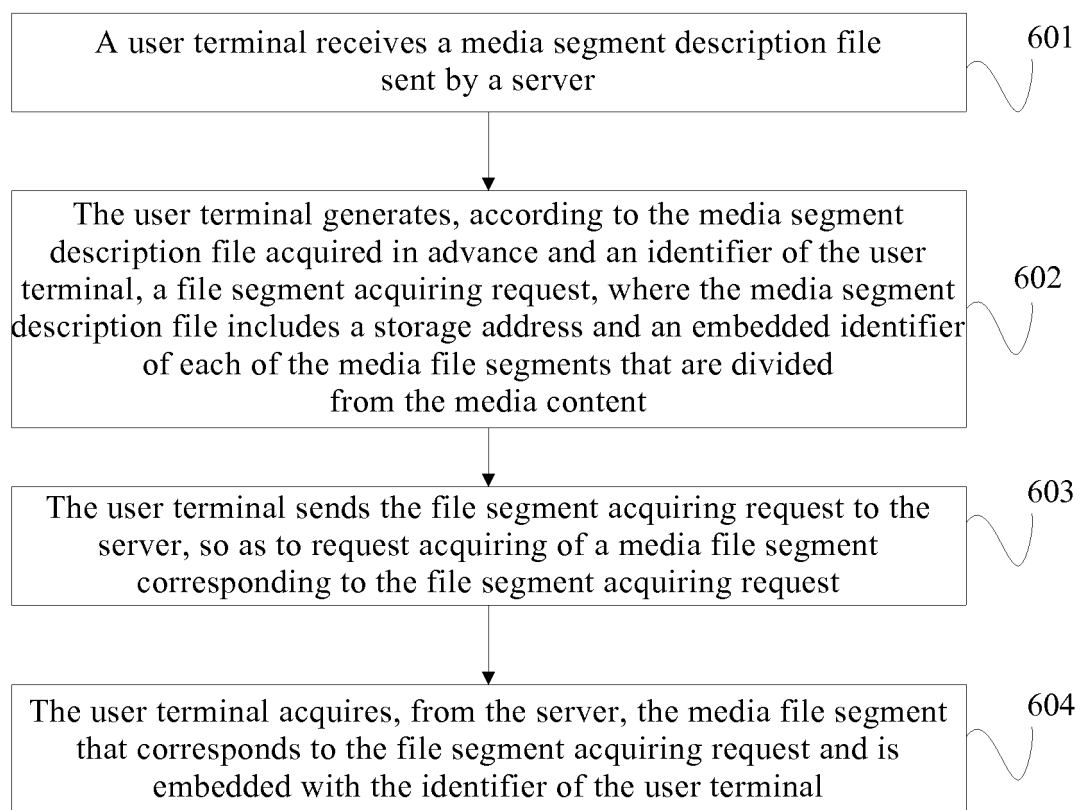 A user terminal receives a media segment description file
sent by a server
601
The user terminal generates, according to the media segment
description file acquired in advance and an identifier of the user
terminal, a file segment acquiring request, where the media segment
description file includes a storage address and an embedded identifier
of each of the media file segments that are divided
from the media content
602
The user terminal sends the file segment acquiring request to the
server, so as to request acquiring of a media file segment
corresponding to the file segment acquiring request
603
The user terminal acquires, from the server, the media file segment
that corresponds to the file segment acquiring request and is
embedded with the identifier of the user terminal
604